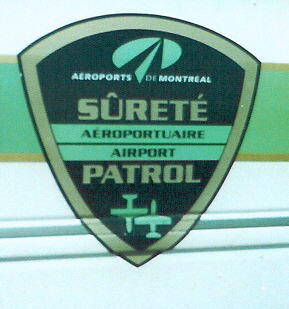 AÉROPORTS DE MONTRÉAL
SÛRETÉ
AÉROPORTUAIRE
AIRPORT
PATROL